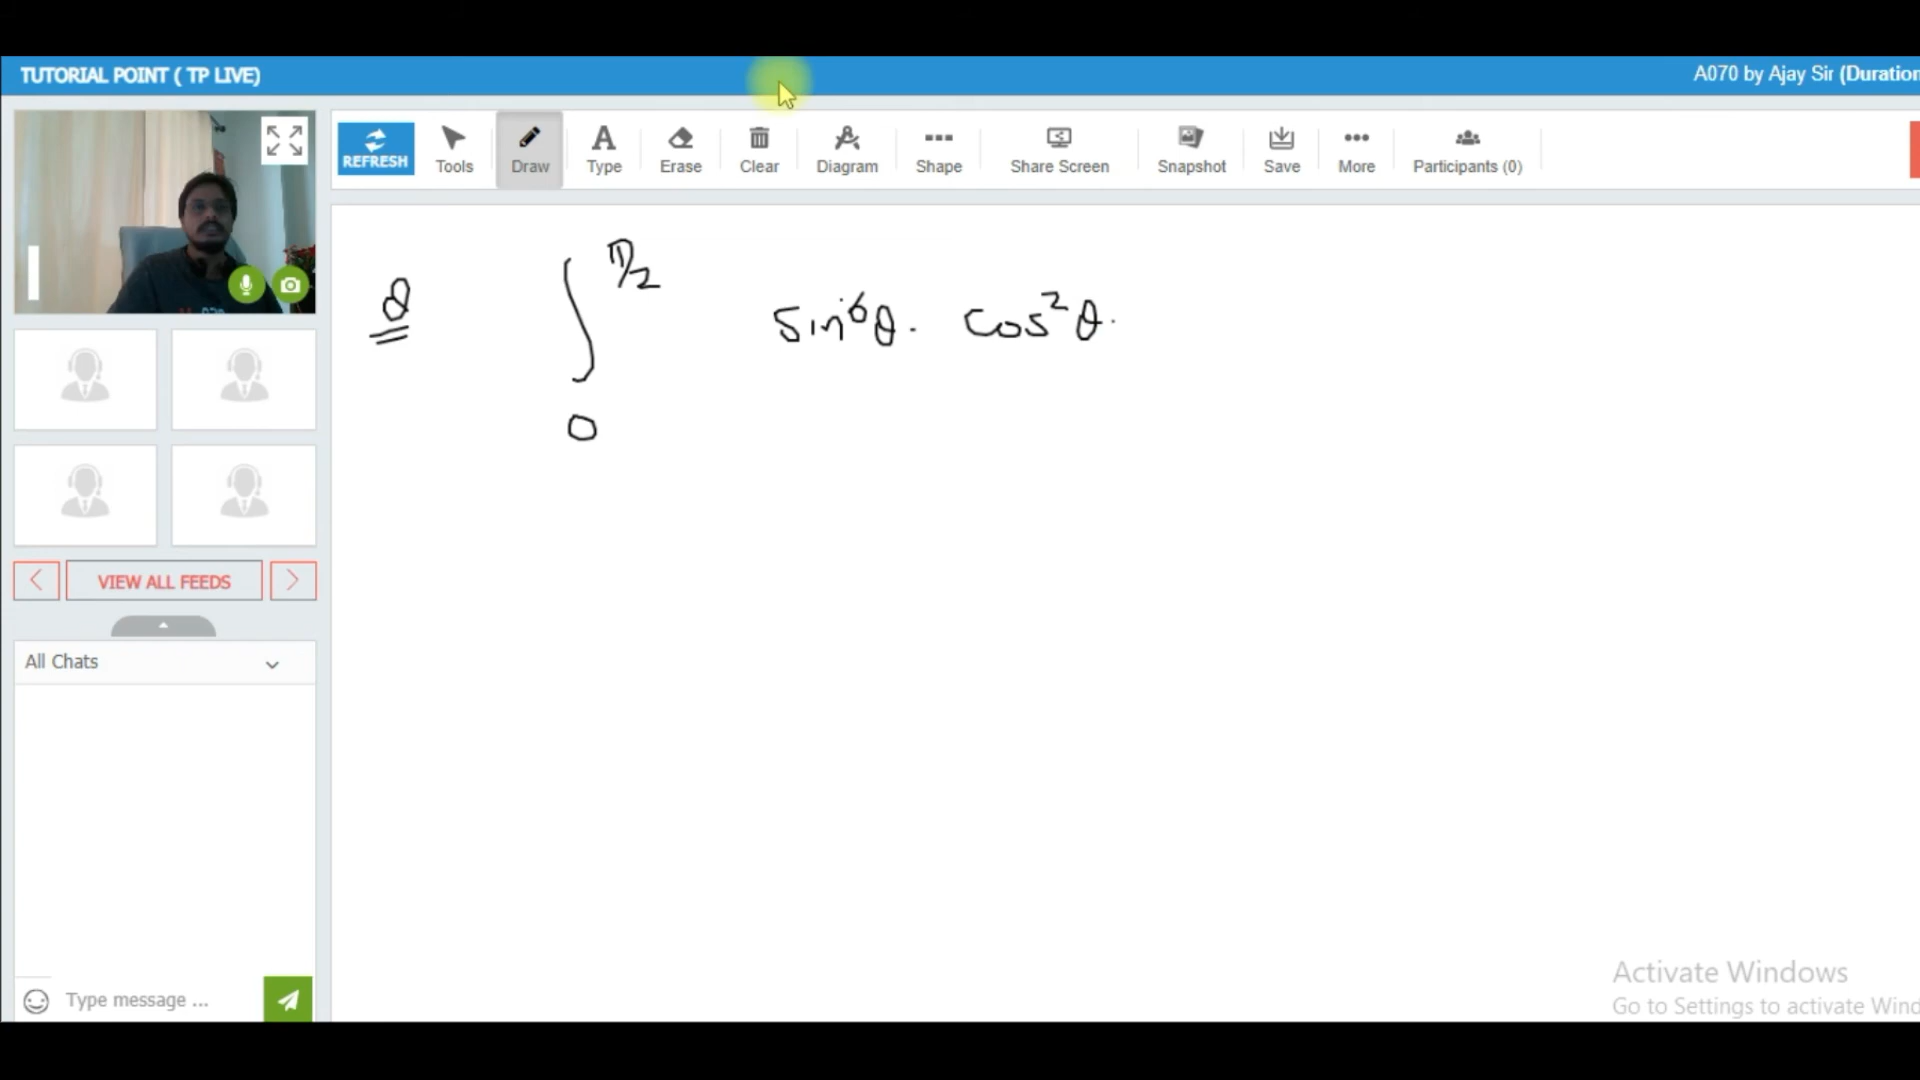 TUTORIAL POINT ( TP LIVE)
A070 by Ajay Sir (Duration
REFRESH
Tools
Draw
Type
Erase
Clear
Diagram
Shape
Share Screen
Snapshot
Save
More
Participants (0)
Q ∫ π/2 sin⁶θ. cos²θ.
0
VIEW ALL FEEDS
All Chats
Type message ...
Activate Windows
Go to Settings to activate Wind